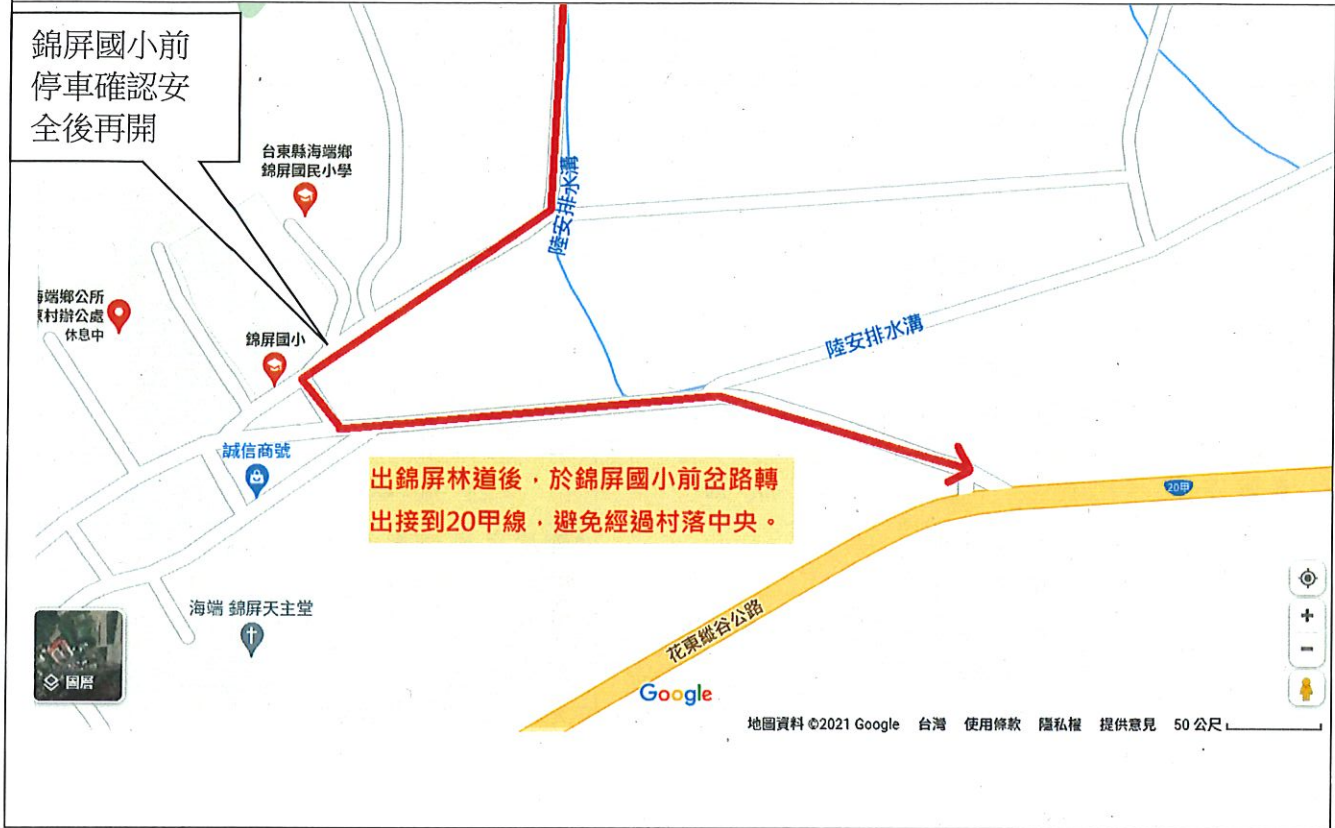 錦屏國小前
停車確認安
全後再開
台東縣海端鄉
錦屏國民小學
陸安排水溝
海端鄉公所
村辦公處
休息中
錦屏國小
陸安排水溝
誠信商號
出錦屏林道後，於錦屏國小前岔路轉
出接到20甲線，避免經過村落中央。
20甲
海端 錦屏天主堂
花東縱谷公路
圖層
Google
地圖資料 ©2021 Google 台灣 使用條款 隱私權 提供意見 50 公尺